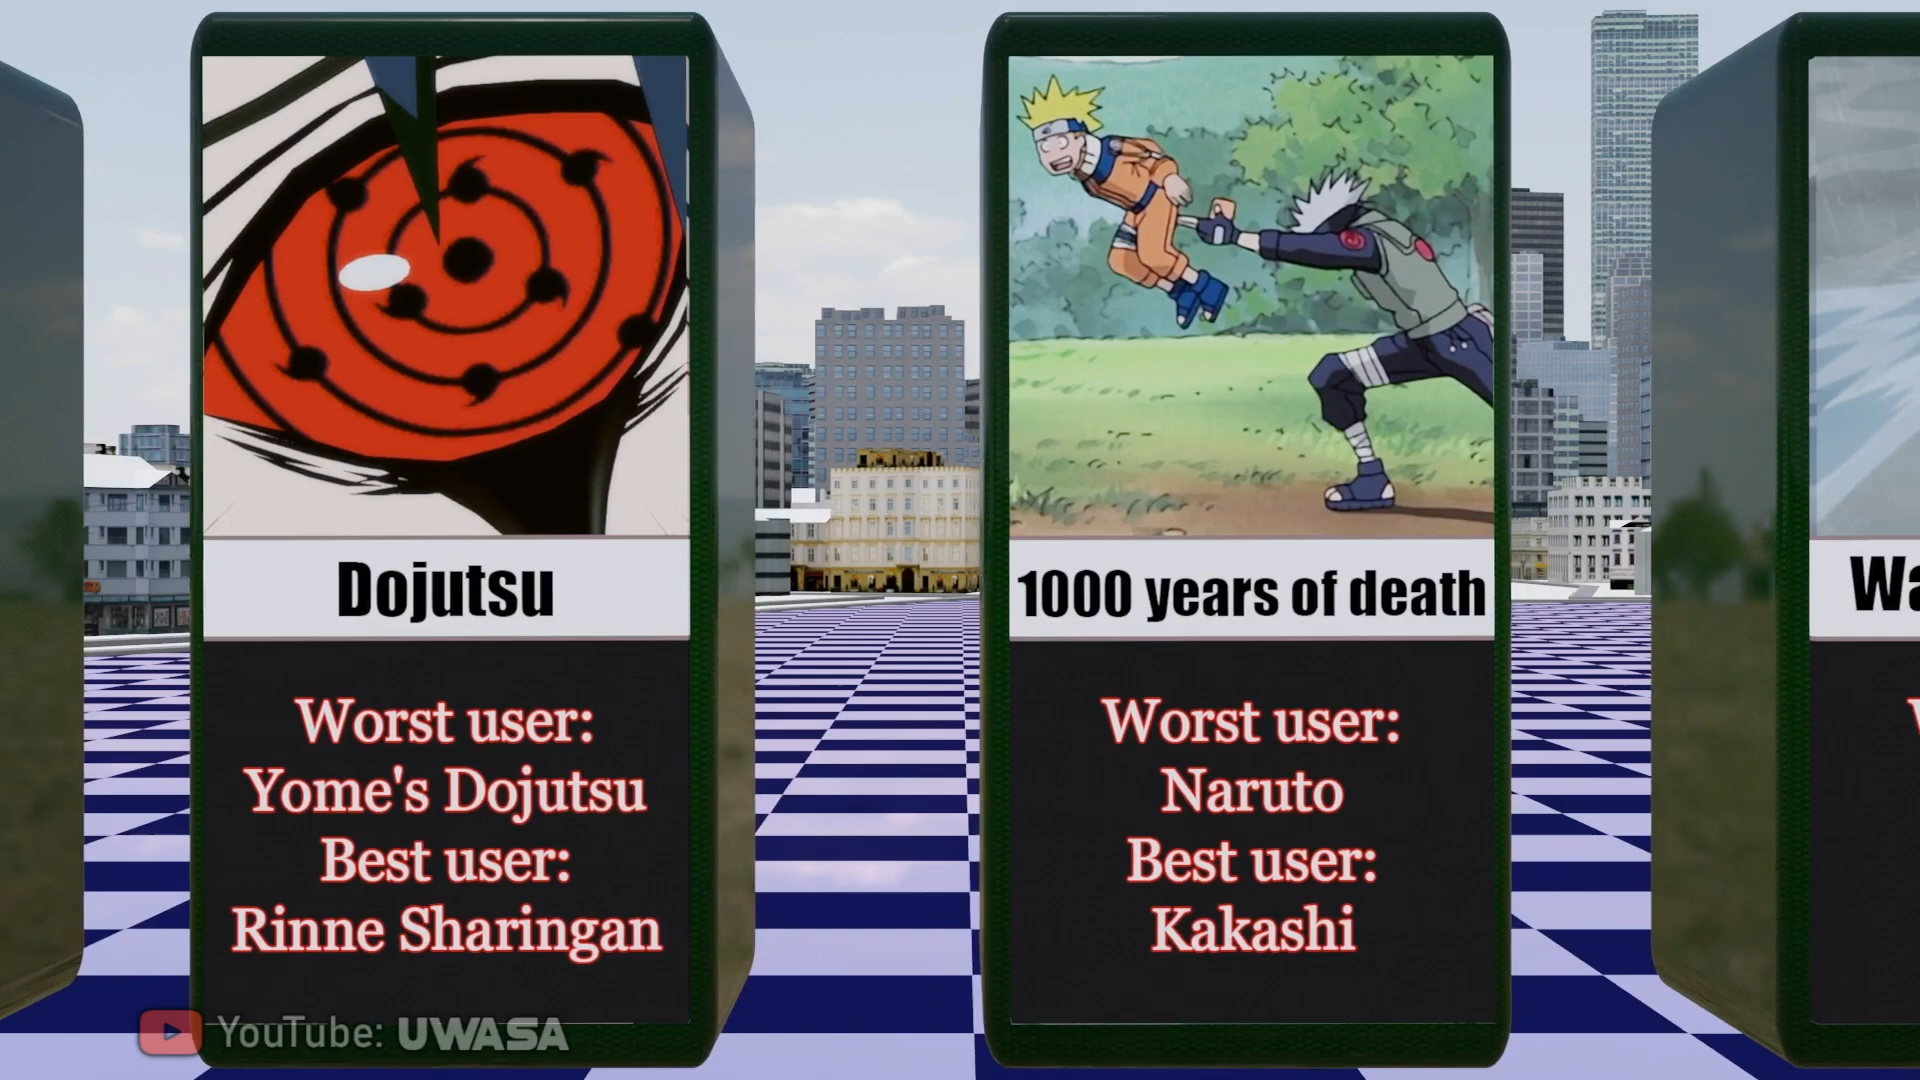 Dojutsu
Worst user:
Yome's Dojutsu
Best user:
Rinne Sharingan
1000 years of death
Worst user:
Naruto
Best user:
Kakashi
YouTube: UWASA